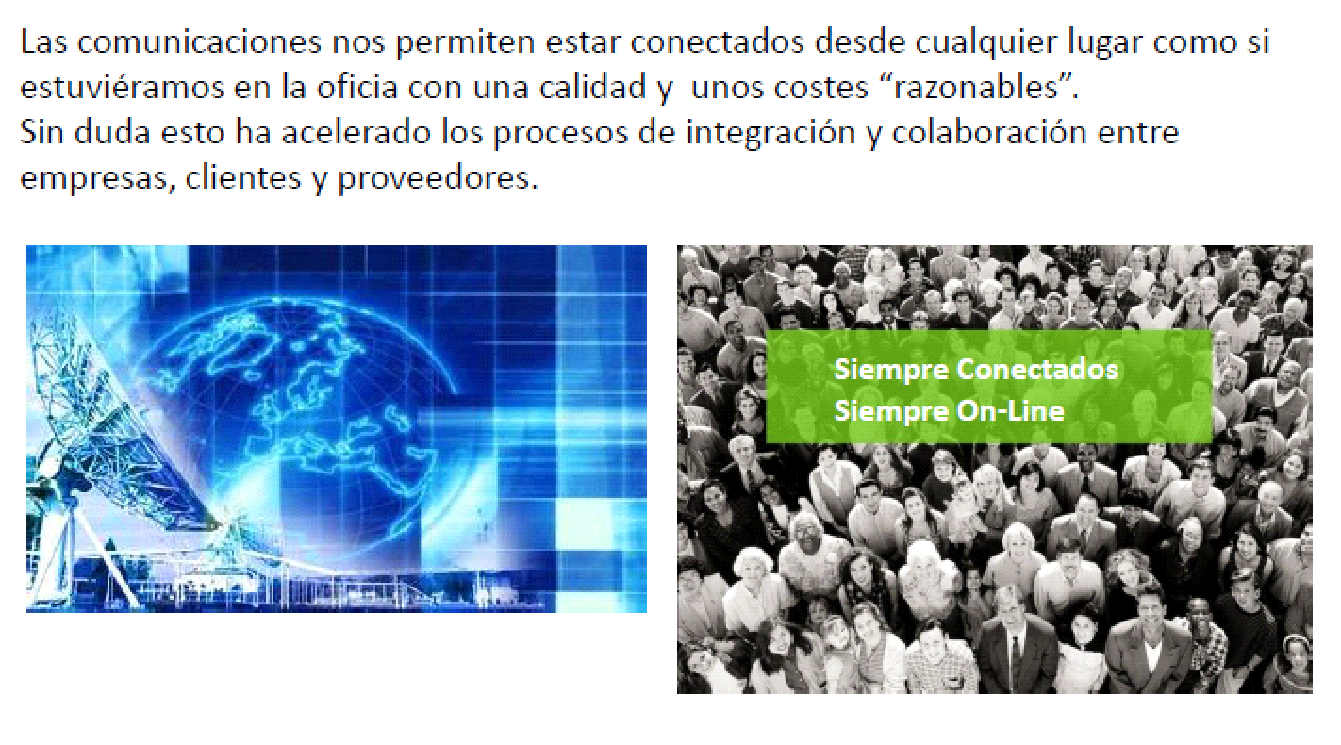 Las comunicaciones nos permiten estar conectados desde cualquier lugar como si
estuviéramos en la oficia con una calidad y  unos costes “razonables”.
Sin duda esto ha acelerado los procesos de integración y colaboración entre
empresas, clientes y proveedores.
Siempre Conectados
Siempre On-Line